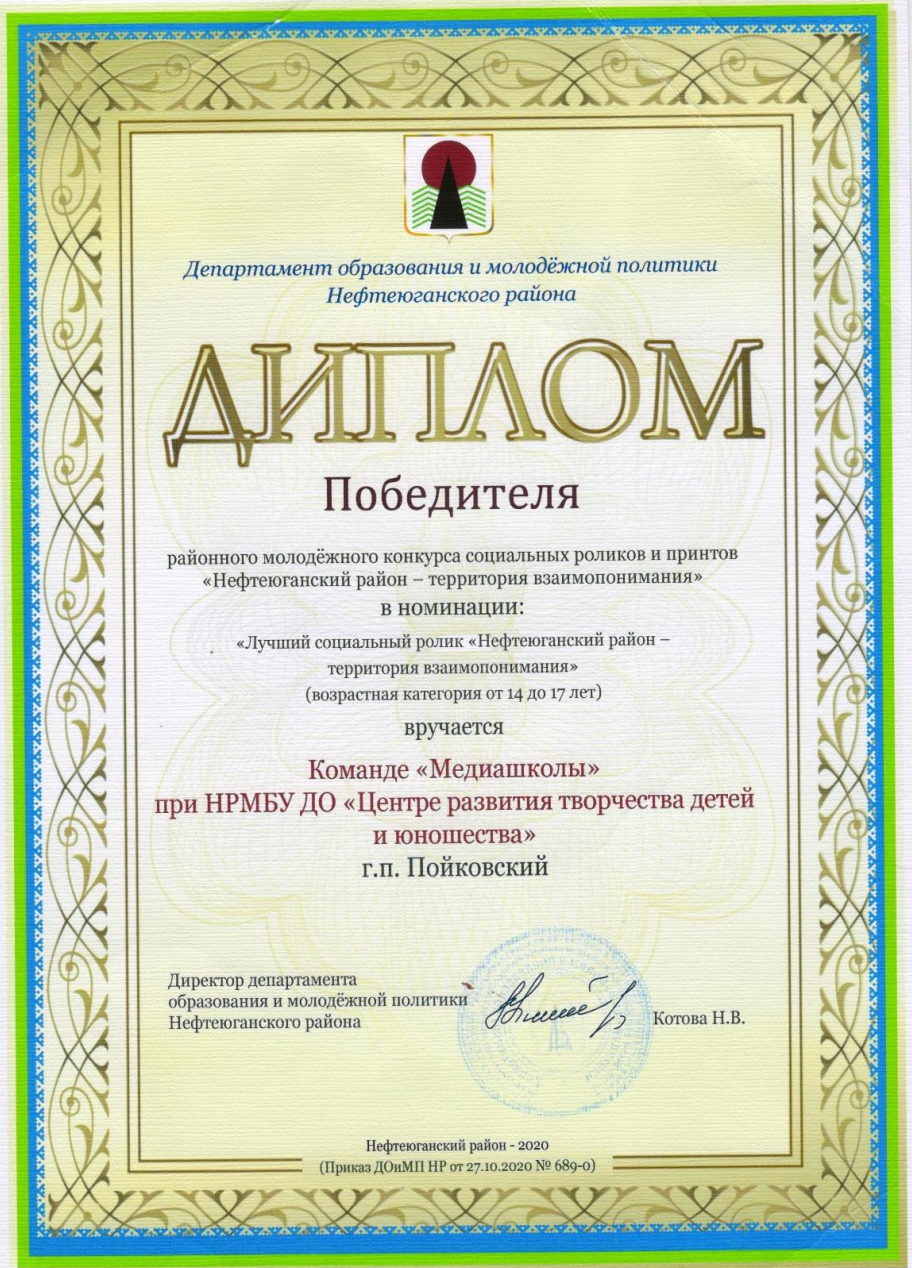 Департамент образования и молодёжной политики
Нефтеюганского района
ДИПЛОМ
Победителя
районного молодёжного конкурса социальных роликов и принтов
«Нефтеюганский район – территория взаимопонимания»
в номинации:
«Лучший социальный ролик «Нефтеюганский район –
территория взаимопонимания»
(возрастная категория от 14 до 17 лет)
вручается
Команде «Медиашколы»
при НРМБУ ДО «Центре развития творчества детей
и юношества»
г.п. Пойковский
Директор департамента
образования и молодёжной политики
Нефтеюганского района
Котова Н.В.
Нефтеюганский район - 2020
(Приказ ДОиМП НР от 27.10.2020 № 689-0)